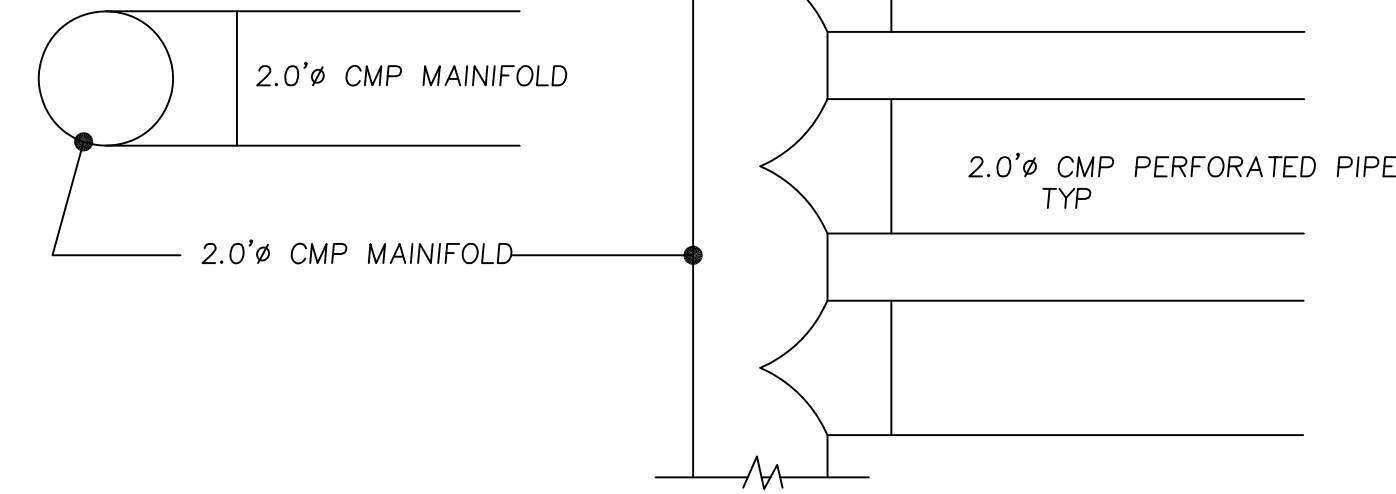 2.0'ø CMP MAINIFOLD
2.0'ø CMP PERFORATED PIPE
TYP
2.0'ø CMP MAINIFOLD